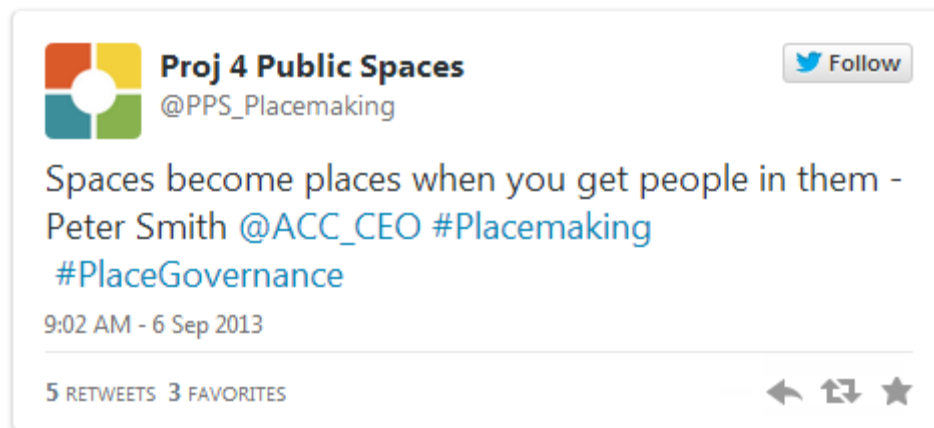 Proj 4 Public Spaces
Follow
@PPS_Placemaking
Spaces become places when you get people in them -
Peter Smith @ACC_CEO #Placemaking
#PlaceGovernance
9:02 AM - 6 Sep 2013
5 RETWEETS 3 FAVORITES